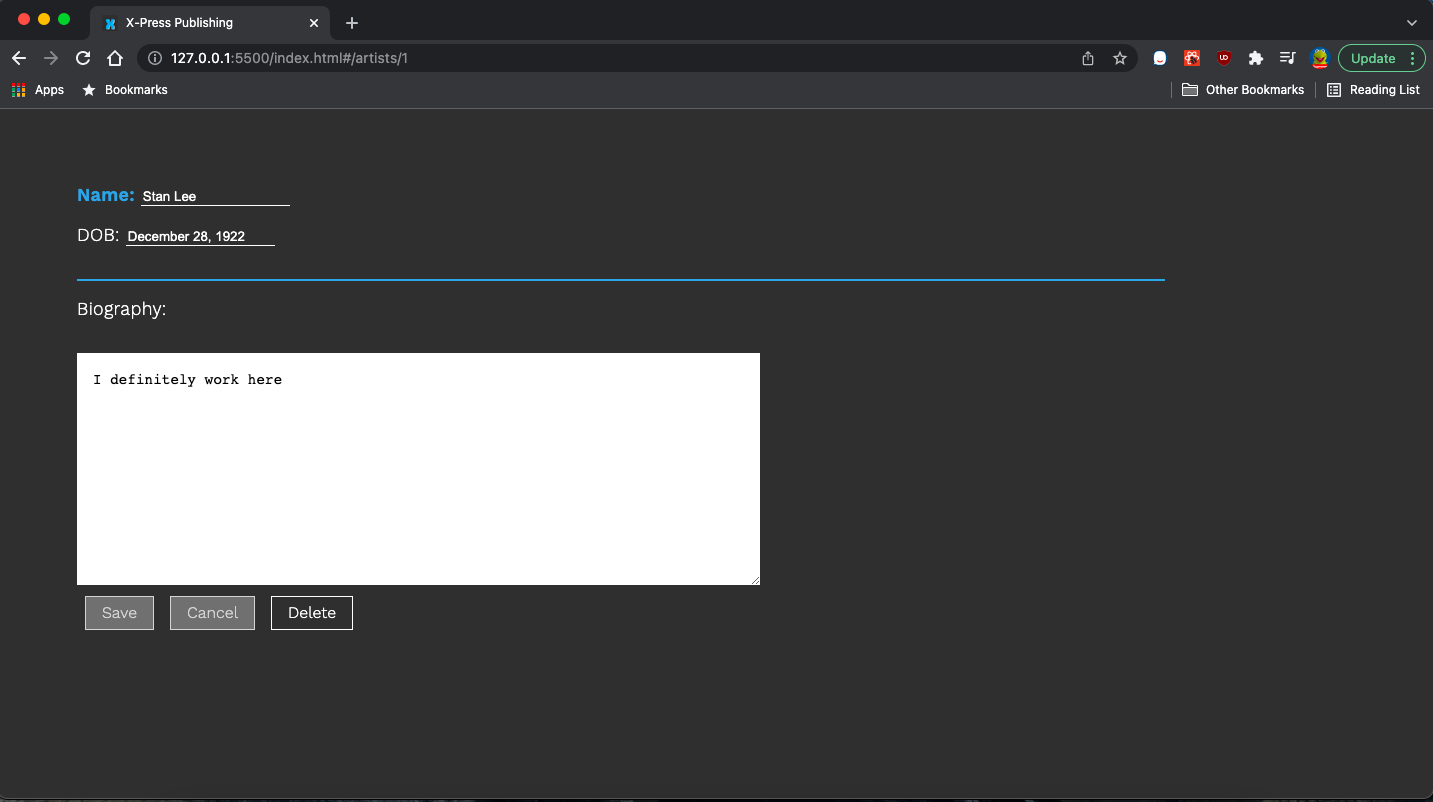 X-Press Publishing
127.0.0.1:5500/index.html#/artists/1
Update
Apps
Bookmarks
Other Bookmarks
Reading List
Name: Stan Lee
DOB: December 28, 1922
Biography:
I definitely work here
Save
Cancel
Delete